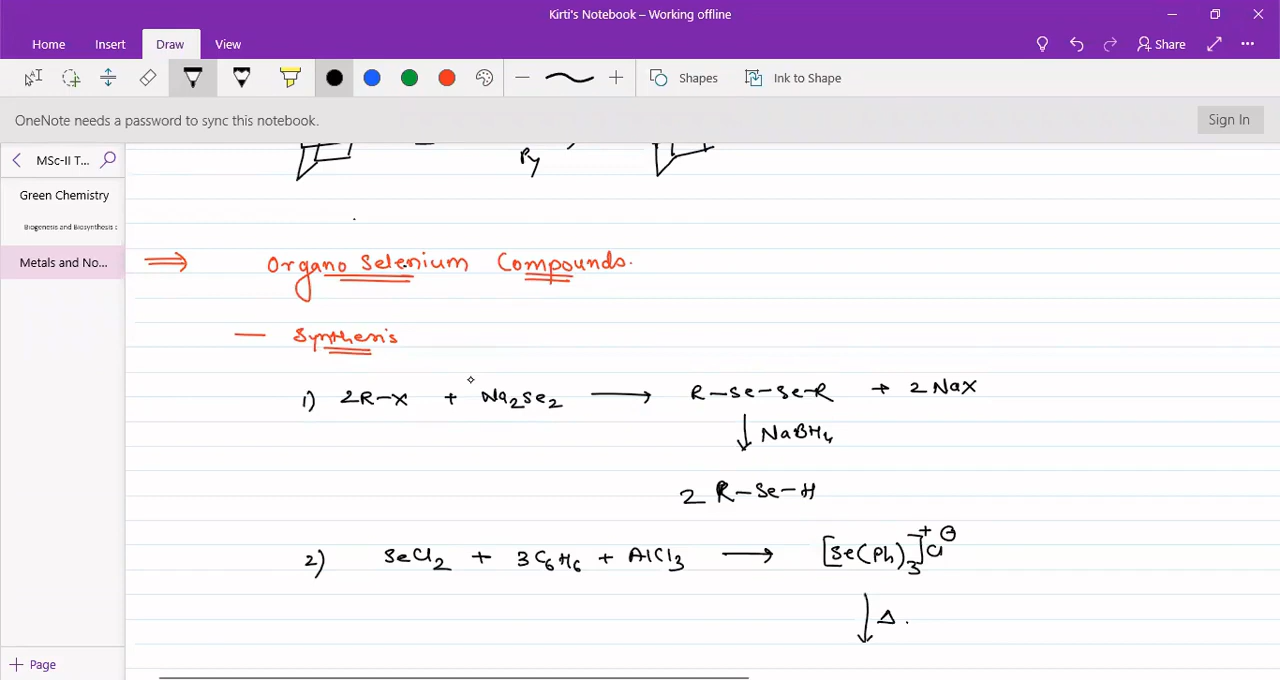 Kirti's Notebook – Working offline
Home Insert Draw View
Share
Shapes Ink to Shape
OneNote needs a password to sync this notebook.
Sign In
MSc-II T...
Green Chemistry
Biogenesis and Biosynthesis
Metals and No...
Page
Py
⇒ Organo Selenium Compounds.
— Synthesis
1) 2R-X + Na₂Se₂ ⟶ R-Se-Se-R + 2NaX
↓ NaBH₄
2 R-Se-H
2) SeCl₂ + 3C₆H₆ + AlCl₃ ⟶ [Se(Ph)₃]⁺Cl⊖
↓ Δ.